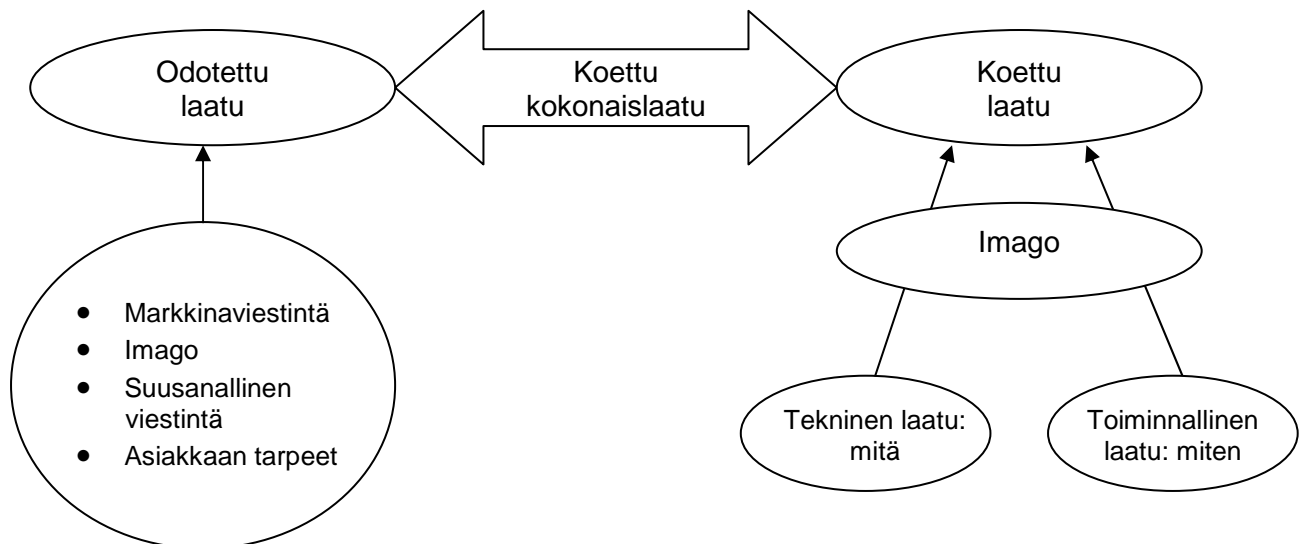 Odotettu
laatu
Koettu
kokonaislaatu
Koettu
laatu
Imago
• Markkinaviestintä
• Imago
• Suusanallinen
viestintä
• Asiakkaan tarpeet
Tekninen laatu:
mitä
Toiminnallinen
laatu: miten